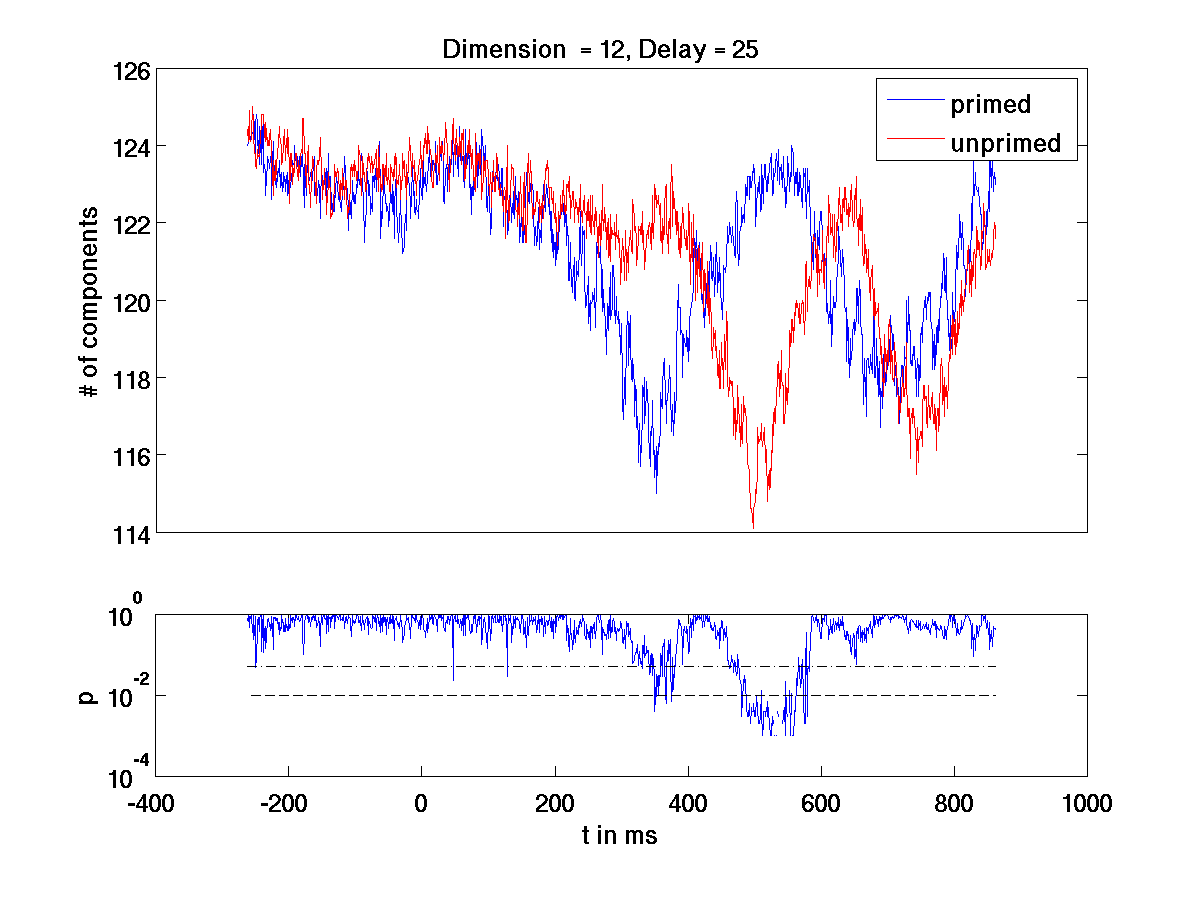 Dimension = 12, Delay = 25
126
124
122
120
118
116
114
# of components
primed
unprimed
10^0
10^-2
10^-4
p
-400 -200 0 200 400 600 800 1000
t in ms